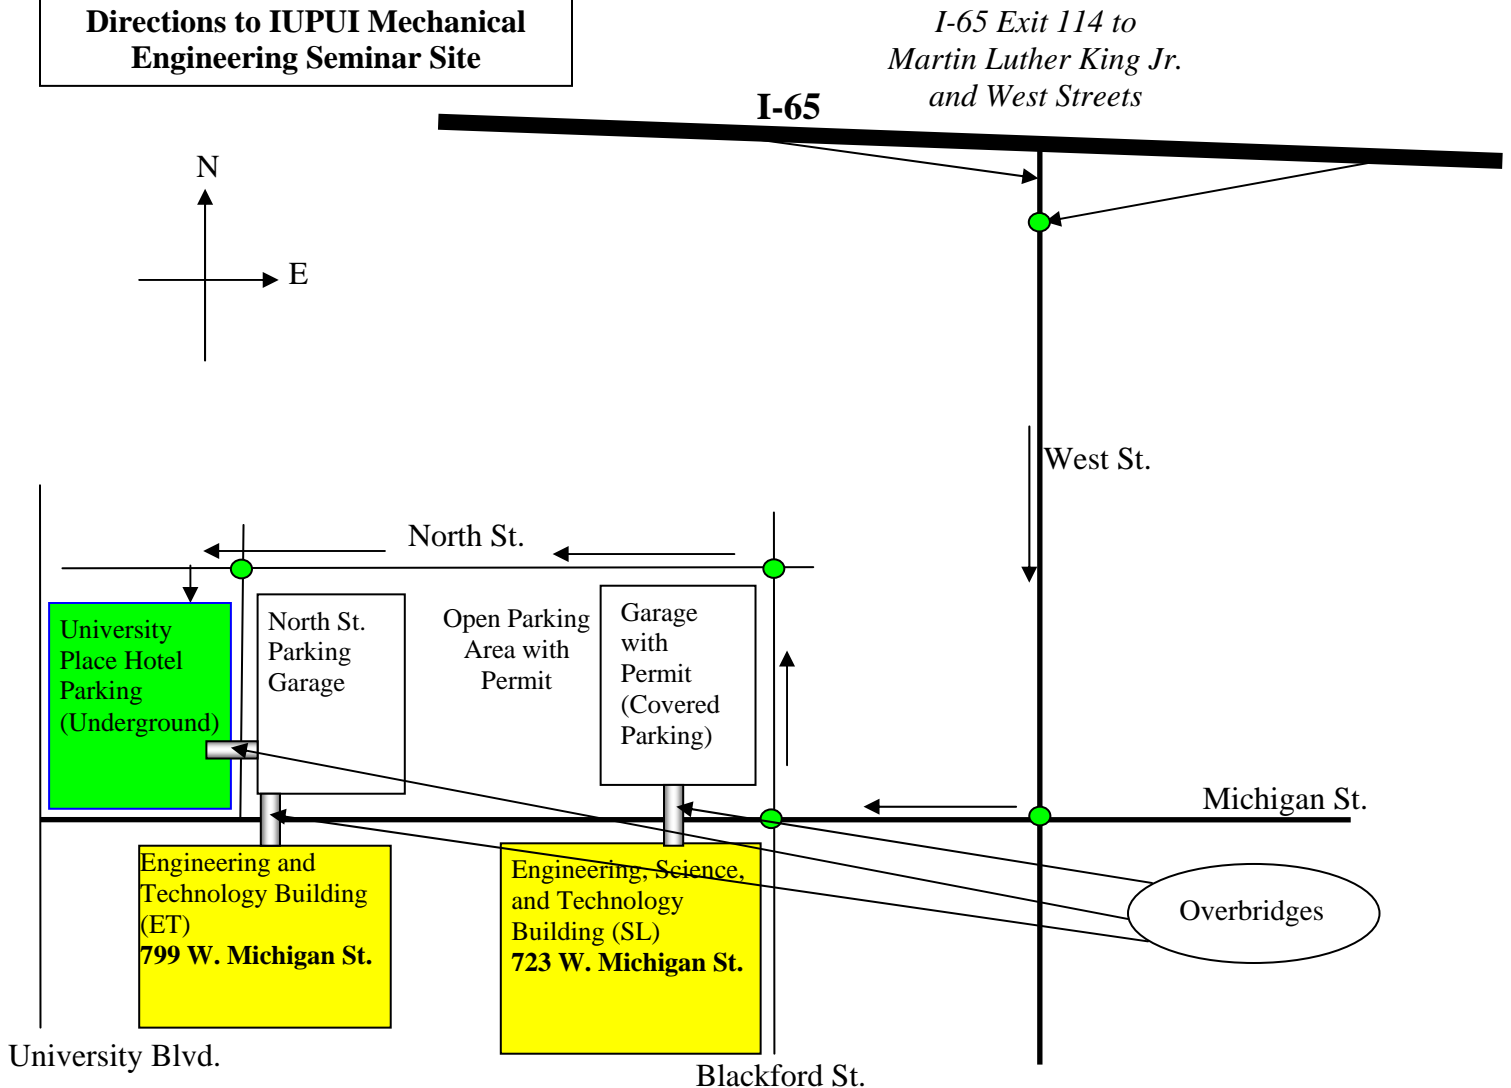 Directions to IUPUI Mechanical
Engineering Seminar Site
I-65 Exit 114 to
Martin Luther King Jr.
and West Streets
I-65
N
E
West St.
North St.
University
Place Hotel
Parking
(Underground)
North St.
Parking
Garage
Open Parking
Area with
Permit
Garage
with
Permit
(Covered
Parking)
Michigan St.
Engineering and
Technology Building
(ET)
799 W. Michigan St.
Engineering, Science,
and Technology
Building (SL)
723 W. Michigan St.
Overbridges
University Blvd.
Blackford St.